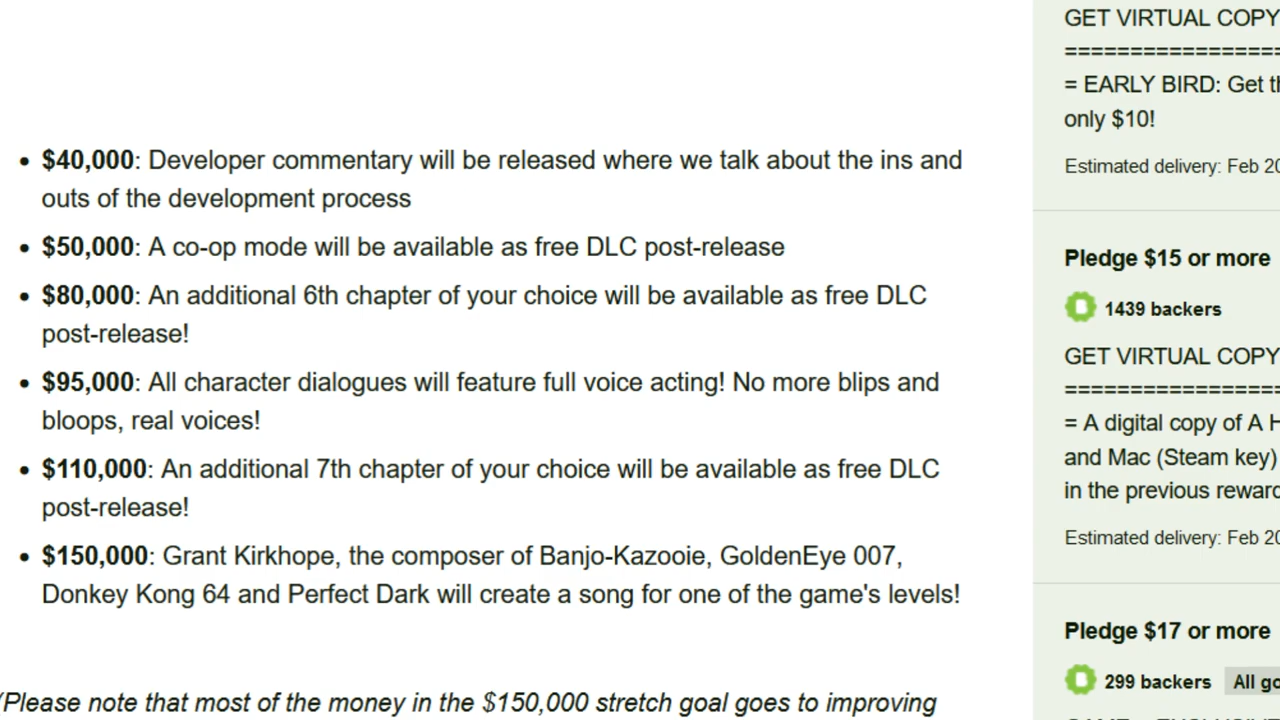 • $40,000: Developer commentary will be released where we talk about the ins and
outs of the development process
• $50,000: A co-op mode will be available as free DLC post-release
• $80,000: An additional 6th chapter of your choice will be available as free DLC
post-release!
• $95,000: All character dialogues will feature full voice acting! No more blips and
bloops, real voices!
• $110,000: An additional 7th chapter of your choice will be available as free DLC
post-release!
• $150,000: Grant Kirkhope, the composer of Banjo-Kazooie, GoldenEye 007,
Donkey Kong 64 and Perfect Dark will create a song for one of the game's levels!
(Please note that most of the money in the $150,000 stretch goal goes to improving
GET VIRTUAL COPY
=================
= EARLY BIRD: Get
only $10!
Estimated delivery: Feb
Pledge $15 or more
1439 backers
GET VIRTUAL COPY
=================
= A digital copy of A
and Mac (Steam key)
in the previous
Estimated delivery: Feb
Pledge $17 or more
299 backers All